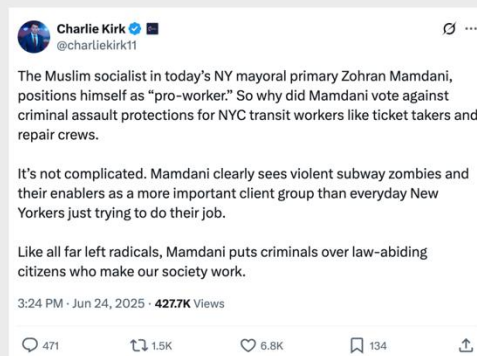 Charlie Kirk
@charliekirk11
The Muslim socialist in today's NY mayoral primary Zohran Mamdani,
positions himself as “pro-worker.” So why did Mamdani vote against
criminal assault protections for NYC transit workers like ticket takers and
repair crews.
It's not complicated. Mamdani clearly sees violent subway zombies and
their enablers as a more important client group than everyday New
Yorkers just trying to do their job.
Like all far left radicals, Mamdani puts criminals over law-abiding
citizens who make our society work.
3:24 PM · Jun 24, 2025 · 427.7K Views
471 1.5K 6.8K 134